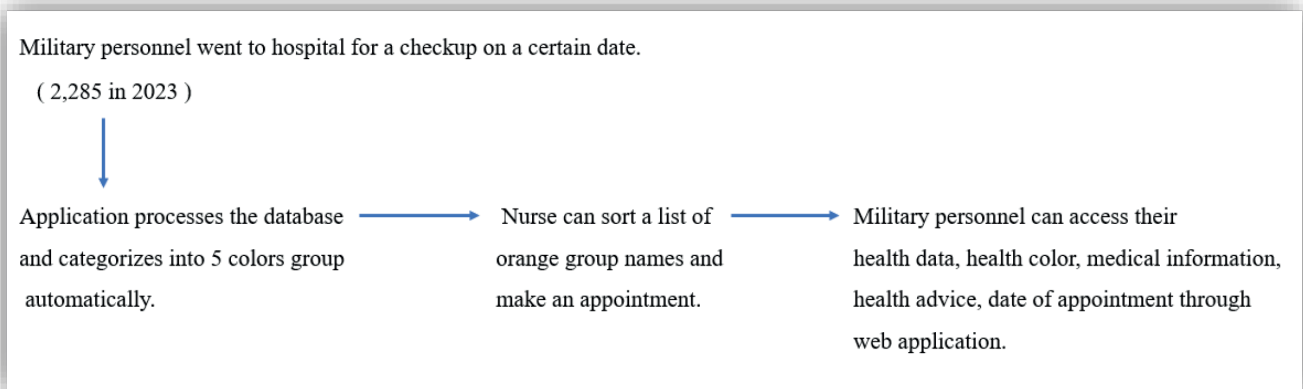 Military personnel went to hospital for a checkup on a certain date.
( 2,285 in 2023 )
Application processes the database
and categorizes into 5 colors group
automatically.
Nurse can sort a list of
orange group names and
make an appointment.
Military personnel can access their
health data, health color, medical information,
health advice, date of appointment through
web application.